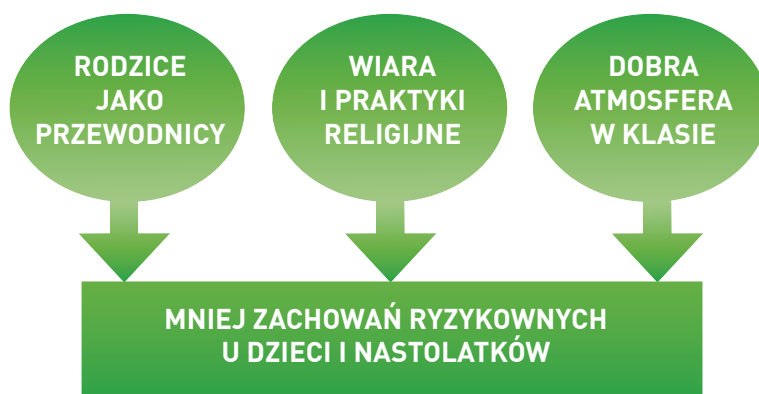 RODZICE
JAKO
PRZEWODNICY
WIARA
I PRAKTYKI
RELIGIJNE
DOBRA
ATMOSFERA
W KLASIE
MNIEJ ZACHOWAŃ RYZYKOWNYCH
U DZIECI I NASTOLATKÓW